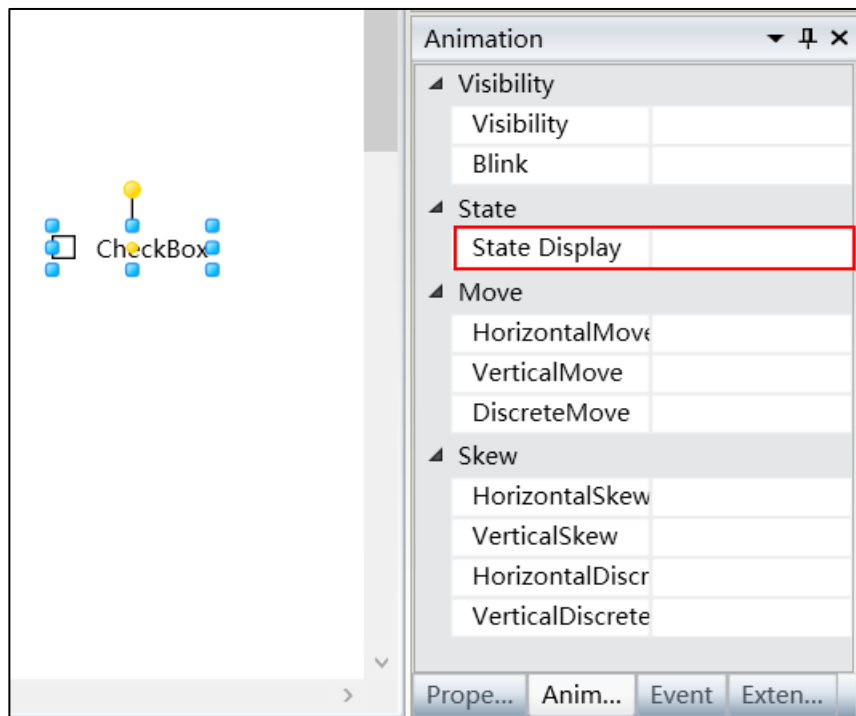 CheckBox
Animation
Visibility
Visibility
Blink
State
State Display
Move
HorizontalMove
VerticalMove
DiscreteMove
Skew
HorizontalSkew
VerticalSkew
HorizontalDiscr
VerticalDiscrete
Prope... Anim... Event Exten...